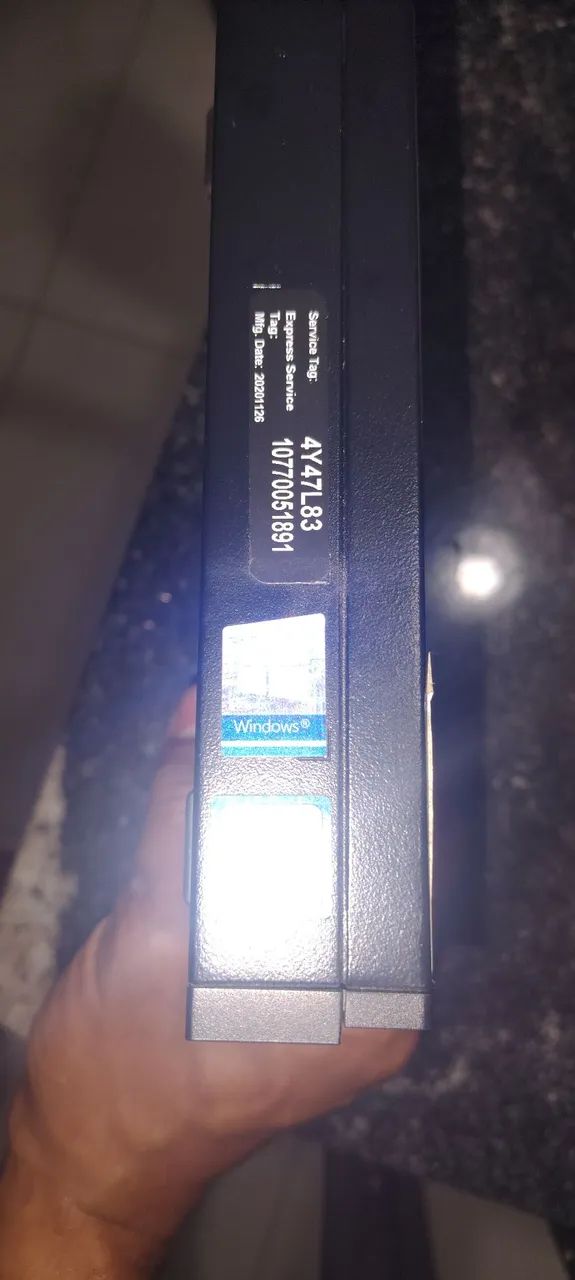 Service Tag: 4Y47L83
Express Service
Tag: 10770051891
Mfg. Date: 20201126
Windows®